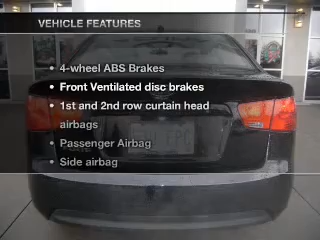 VEHICLE FEATURES
• 4-wheel ABS Brakes
• Front Ventilated disc brakes
• 1st and 2nd row curtain head
airbags
• Passenger Airbag
• Side airbag